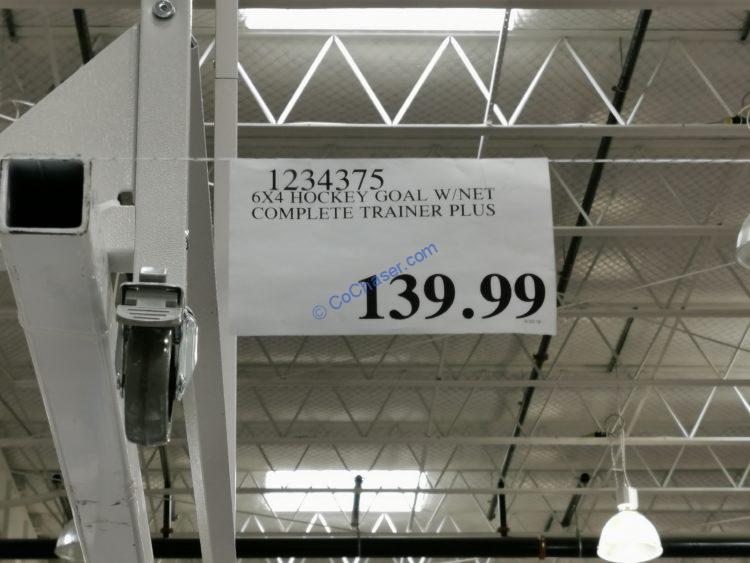 1234375
6X4 HOCKEY GOAL W/NET
COMPLETE TRAINER PLUS
© CoChaser.com
139.99